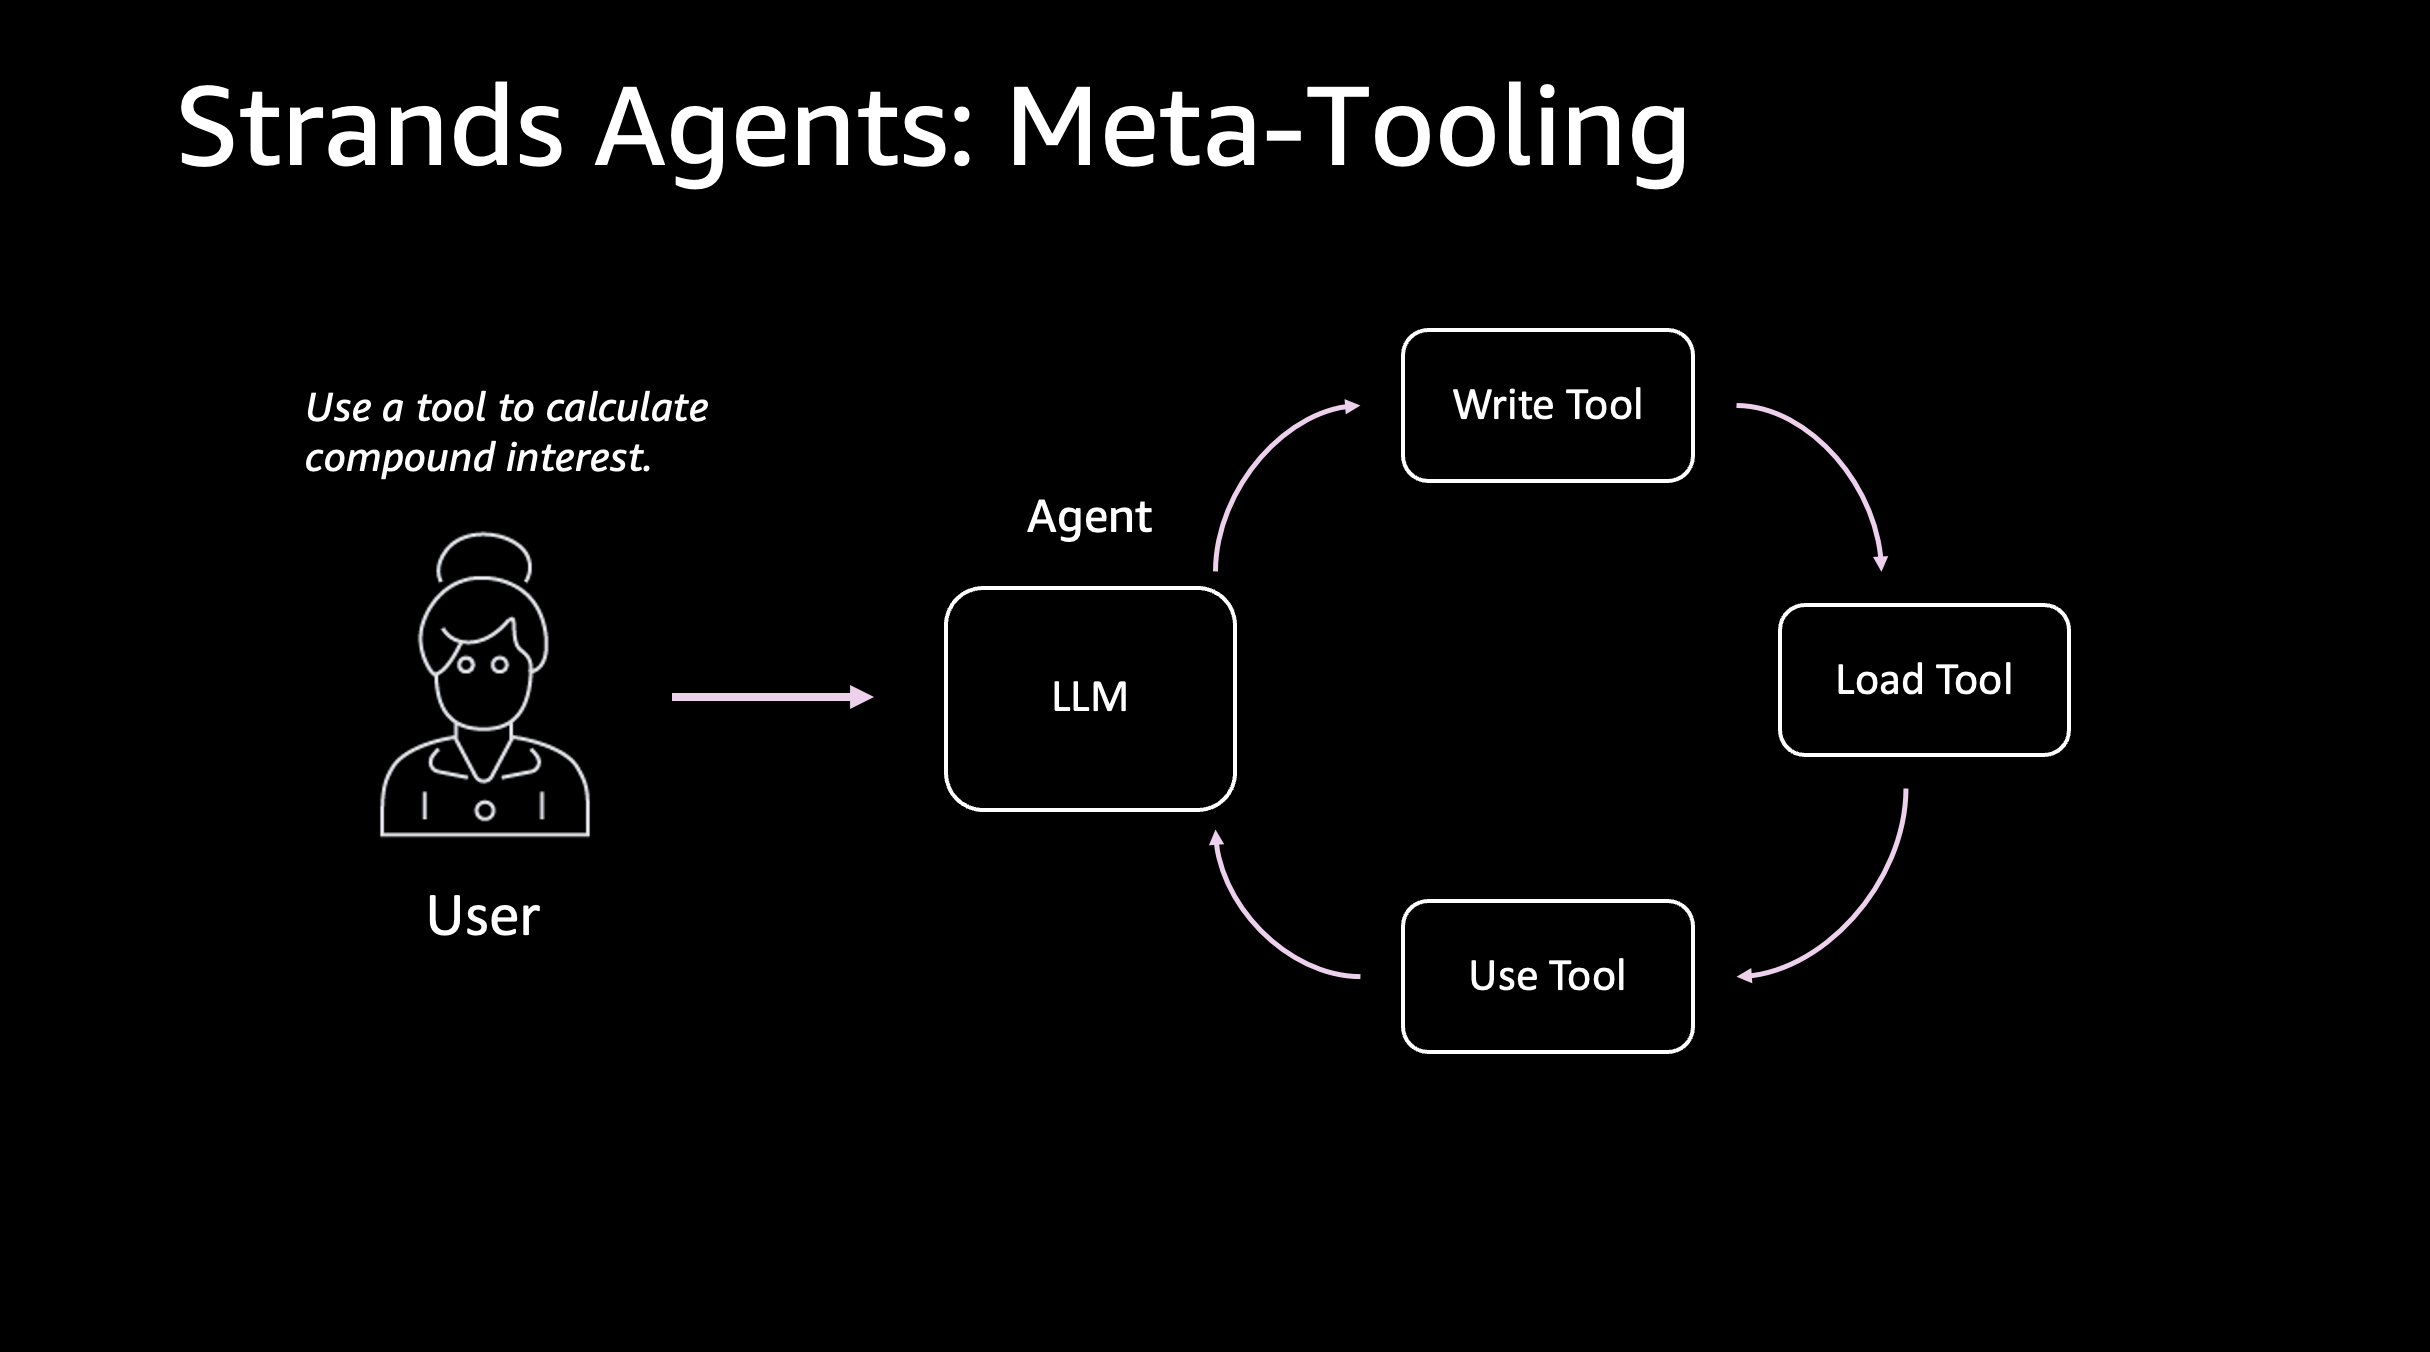 Strands Agents: Meta-Tooling
Use a tool to calculate
compound interest.
User
Agent
LLM
Write Tool
Load Tool
Use Tool